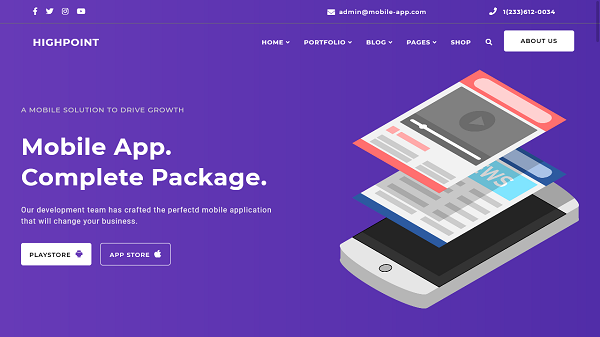 admin@mobile-app.com
1(233)612-0034
HIGHPOINT
HOME
PORTFOLIO
BLOG
PAGES
SHOP
ABOUT US
A MOBILE SOLUTION TO DRIVE GROWTH
Mobile App.
Complete Package.
Our development team has crafted the perfectd mobile application
that will change your business.
PLAYSTORE
APP STORE
WS